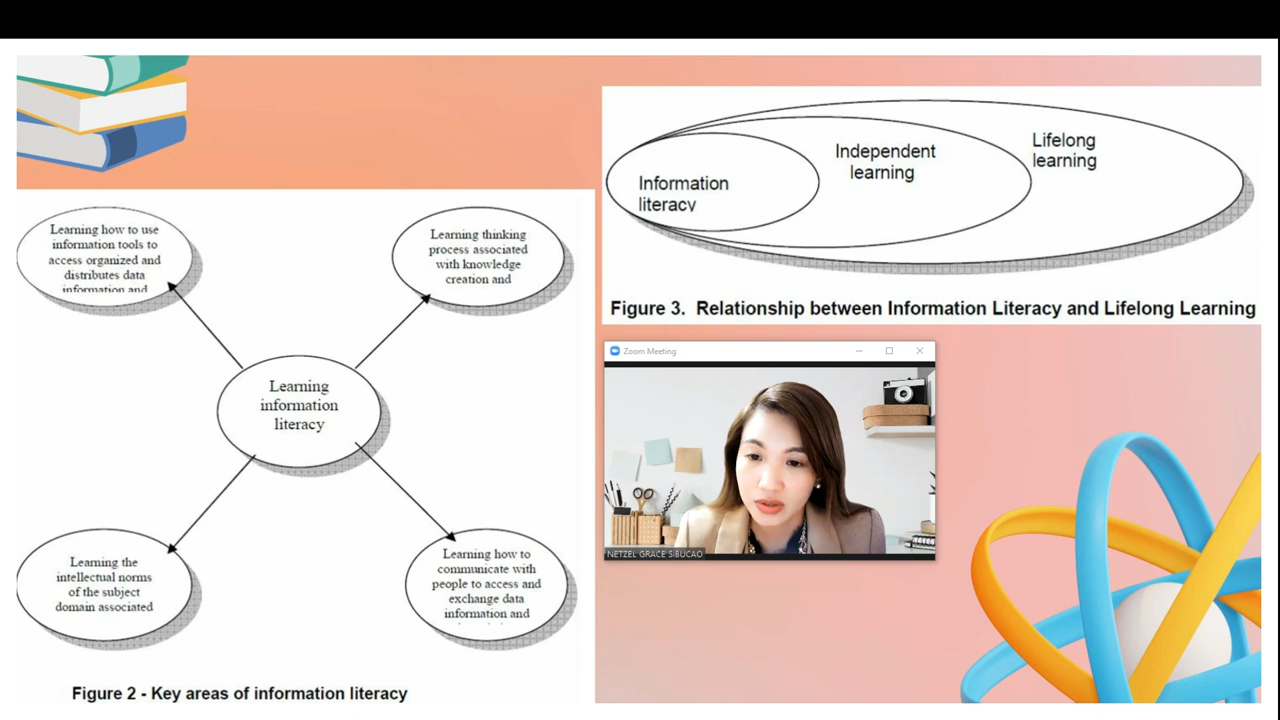 Learning how to use
information tools to
access organized and
distributes data
information and
Learning thinking
process associated
with knowledge
creation and
Learning
information
literacy
Learning the
intellectual norms
of the subject
domain associated
Learning how to
communicate with
people to access and
exchange data
information and
Figure 2 - Key areas of information literacy
Information
literacy
Independent
learning
Lifelong
learning
Figure 3. Relationship between Information Literacy and Lifelong Learning
Zoom Meeting
NETZEL GRACE SIBUCAO